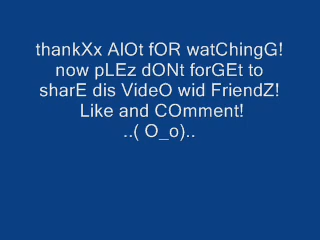 thankXx AlOt fOR watChingG!
now pLEz dONt forGEt to
sharE dis VideO wid FriendZ!
Like and COmment!
..( O_o)..